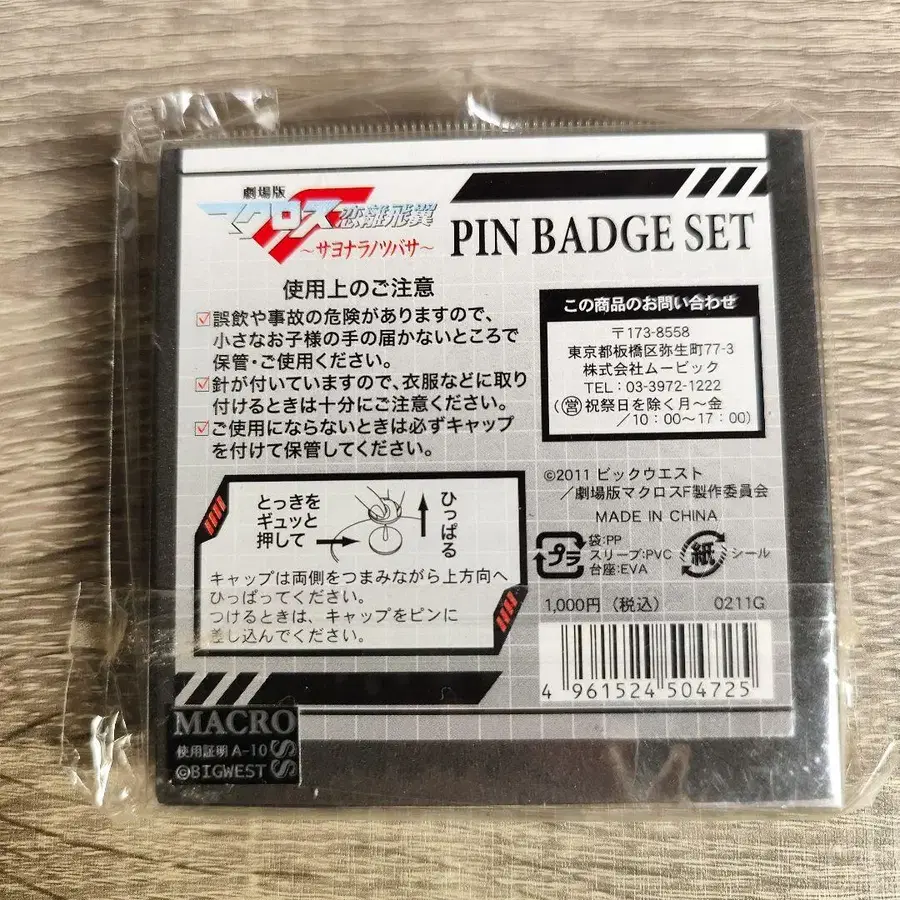 劇場版
マクロスF
恋離飛翼
～サヨナラノツバサ～
PIN BADGE SET
使用上のご注意
誤飲や事故の危険がありますので、
小さなお子様の手の届かないところで
保管・ご使用ください。
針が付いていますので、衣服などに取り
付けるときは十分にご注意ください。
ご使用にならないときは必ずキャップ
を付けて保管してください。
とっきを
ギュッと
押して
ひっぱる
キャップは両側をつまみながら上方向へ
ひっぱってください。
つけるときは、キャップをピンに
差し込んでください。
この商品のお問い合わせ
〒173-8558
東京都板橋区弥生町77-3
株式会社ムービック
TEL：03-3972-1222
（㊂祝祭日を除く月～金
／10：00～17：00）
©2011 ビックウエスト
／劇場版マクロスF製作委員会
MADE IN CHINA
プラ
袋:PP
スリーブ:PVC
台座:EVA
紙
シール
1,000円（税込）
0211G
4 961524 504725
MACROSS
使用証明 A-10
©BIGWEST